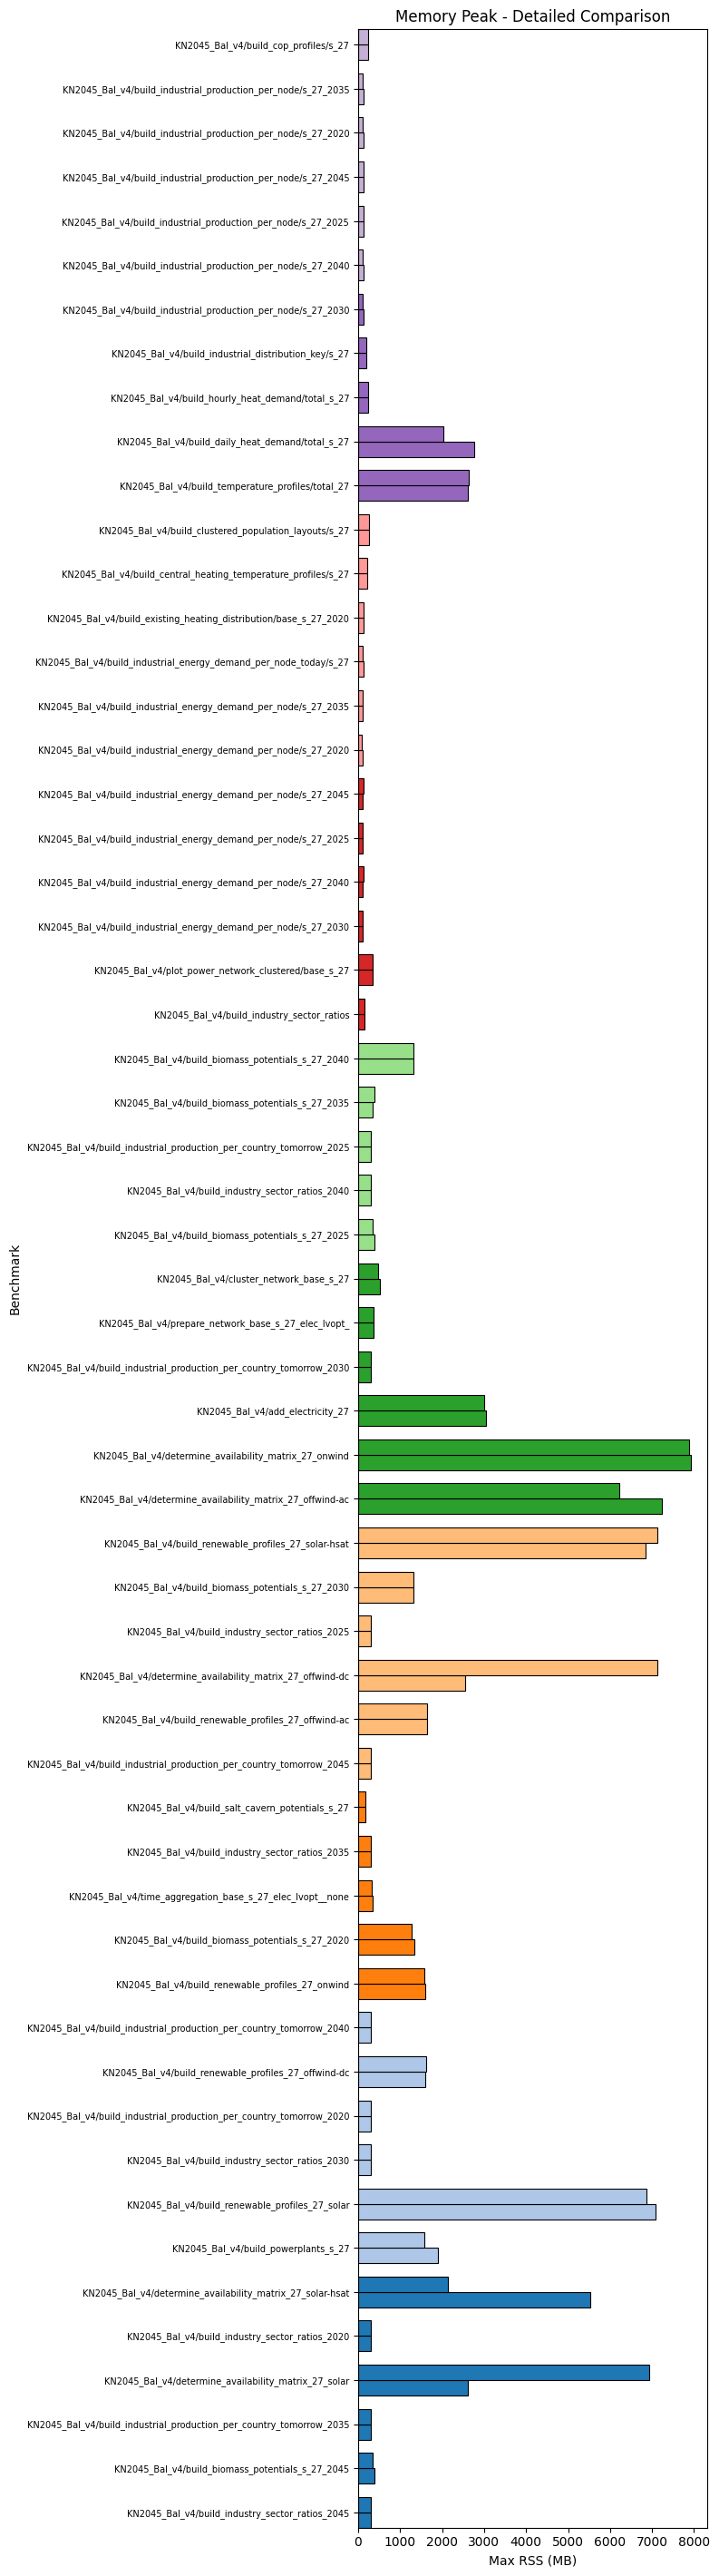 Memory Peak - Detailed Comparison
KN2045_Bal_v4/build_cop_profiles/s_27
KN2045_Bal_v4/build_industrial_production_per_node/s_27_2035
KN2045_Bal_v4/build_industrial_production_per_node/s_27_2020
KN2045_Bal_v4/build_industrial_production_per_node/s_27_2045
KN2045_Bal_v4/build_industrial_production_per_node/s_27_2025
KN2045_Bal_v4/build_industrial_production_per_node/s_27_2040
KN2045_Bal_v4/build_industrial_production_per_node/s_27_2030
KN2045_Bal_v4/build_industrial_distribution_key/s_27
KN2045_Bal_v4/build_hourly_heat_demand/total_s_27
KN2045_Bal_v4/build_daily_heat_demand/total_s_27
KN2045_Bal_v4/build_temperature_profiles/total_27
KN2045_Bal_v4/build_clustered_population_layouts/s_27
KN2045_Bal_v4/build_central_heating_temperature_profiles/s_27
KN2045_Bal_v4/build_existing_heating_distribution/base_s_27_2020
KN2045_Bal_v4/build_industrial_energy_demand_per_node_today/s_27
KN2045_Bal_v4/build_industrial_energy_demand_per_node/s_27_2035
KN2045_Bal_v4/build_industrial_energy_demand_per_node/s_27_2020
KN2045_Bal_v4/build_industrial_energy_demand_per_node/s_27_2045
KN2045_Bal_v4/build_industrial_energy_demand_per_node/s_27_2025
KN2045_Bal_v4/build_industrial_energy_demand_per_node/s_27_2040
KN2045_Bal_v4/build_industrial_energy_demand_per_node/s_27_2030
KN2045_Bal_v4/plot_power_network_clustered/base_s_27
KN2045_Bal_v4/build_industry_sector_ratios
KN2045_Bal_v4/build_biomass_potentials_s_27_2040
KN2045_Bal_v4/build_biomass_potentials_s_27_2035
KN2045_Bal_v4/build_industrial_production_per_country_tomorrow_2025
KN2045_Bal_v4/build_industry_sector_ratios_2040
KN2045_Bal_v4/build_biomass_potentials_s_27_2025
KN2045_Bal_v4/cluster_network_base_s_27
KN2045_Bal_v4/prepare_network_base_s_27_elec_lvopt_
KN2045_Bal_v4/build_industrial_production_per_country_tomorrow_2030
KN2045_Bal_v4/add_electricity_27
KN2045_Bal_v4/determine_availability_matrix_27_onwind
KN2045_Bal_v4/determine_availability_matrix_27_offwind-ac
KN2045_Bal_v4/build_renewable_profiles_27_solar-hsat
KN2045_Bal_v4/build_biomass_potentials_s_27_2030
KN2045_Bal_v4/build_industry_sector_ratios_2025
KN2045_Bal_v4/determine_availability_matrix_27_offwind-dc
KN2045_Bal_v4/build_renewable_profiles_27_offwind-ac
KN2045_Bal_v4/build_industrial_production_per_country_tomorrow_2045
KN2045_Bal_v4/build_salt_cavern_potentials_s_27
KN2045_Bal_v4/build_industry_sector_ratios_2035
KN2045_Bal_v4/time_aggregation_base_s_27_elec_lvopt__none
KN2045_Bal_v4/build_biomass_potentials_s_27_2020
KN2045_Bal_v4/build_renewable_profiles_27_onwind
KN2045_Bal_v4/build_industrial_production_per_country_tomorrow_2040
KN2045_Bal_v4/build_renewable_profiles_27_offwind-dc
KN2045_Bal_v4/build_industrial_production_per_country_tomorrow_2020
KN2045_Bal_v4/build_industry_sector_ratios_2030
KN2045_Bal_v4/build_renewable_profiles_27_solar
KN2045_Bal_v4/build_powerplants_s_27
KN2045_Bal_v4/determine_availability_matrix_27_solar-hsat
KN2045_Bal_v4/build_industry_sector_ratios_2020
KN2045_Bal_v4/determine_availability_matrix_27_solar
KN2045_Bal_v4/build_industrial_production_per_country_tomorrow_2035
KN2045_Bal_v4/build_biomass_potentials_s_27_2045
KN2045_Bal_v4/build_industry_sector_ratios_2045
Benchmark
0 1000 2000 3000 4000 5000 6000 7000 8000
Max RSS (MB)